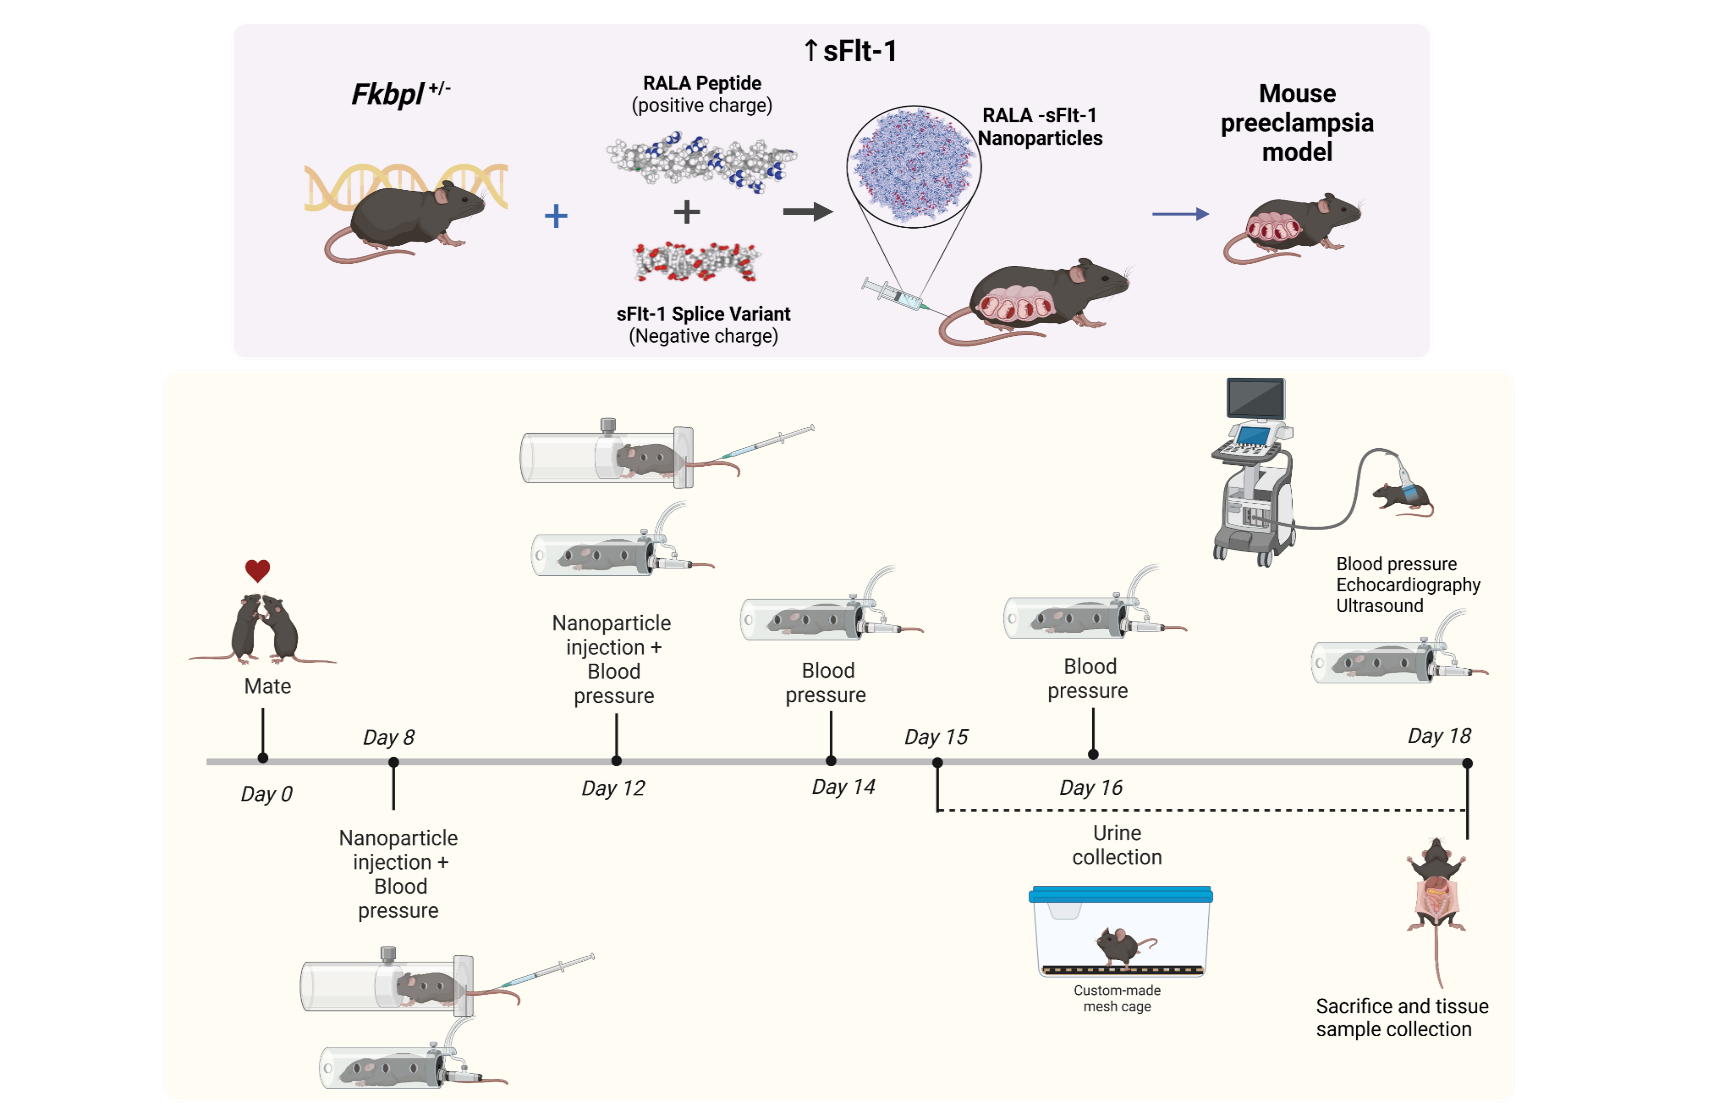 ↑sFlt-1
Fkbpl +/-
RALA Peptide
(positive charge)
+
+
sFlt-1 Splice Variant
(Negative charge)
RALA -sFlt-1
Nanoparticles
Mouse
preeclampsia
model
Blood pressure
Echocardiography
Ultrasound
Mate
Nanoparticle
injection +
Blood
pressure
Blood
pressure
Blood
pressure
Day 8
Day 15
Day 18
Day 0
Day 12
Day 14
Day 16
Nanoparticle
injection +
Blood
pressure
Urine
collection
Custom-made
mesh cage
Sacrifice and tissue
sample collection